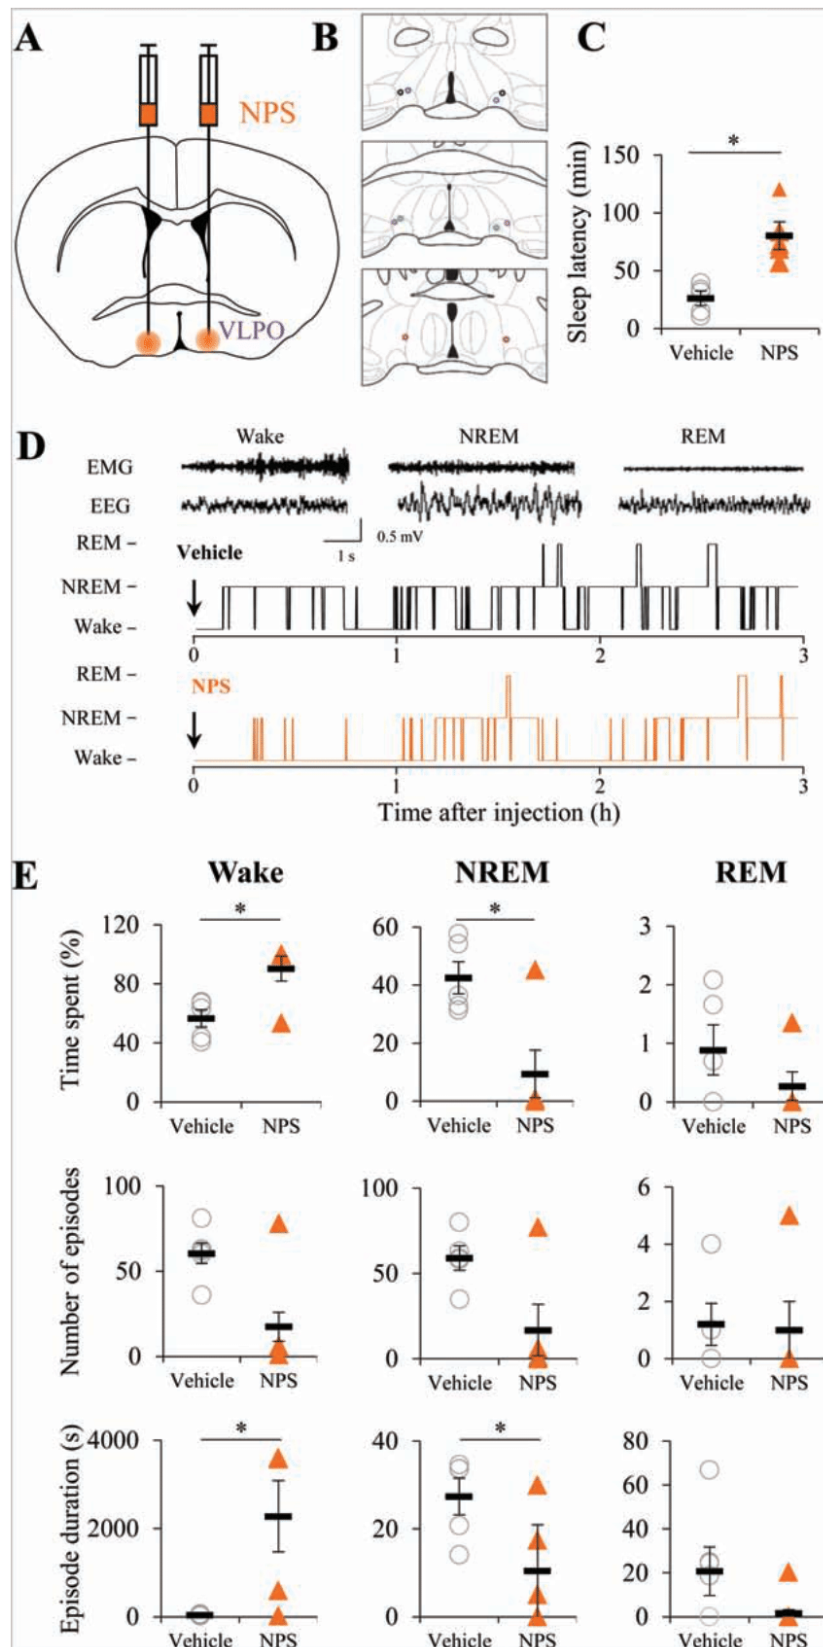 A
B
C
NPS
VLPO
Sleep latency (min)
150
100
50
0
*
Vehicle
NPS
D
Wake
NREM
REM
EMG
EEG
0.5 mV
1 s
REM
Vehicle
NREM
Wake
0
1
2
3
REM
NPS
NREM
Wake
0
1
2
3
Time after injection (h)
E
Wake
NREM
REM
Time spent (%)
120
80
40
0
*
Vehicle
NPS
60
40
20
0
*
Vehicle
NPS
3
2
1
0
Vehicle
NPS
Number of episodes
100
50
0
Vehicle
NPS
100
50
0
Vehicle
NPS
6
4
2
0
Vehicle
NPS
Episode duration (s)
4000
2000
0
*
Vehicle
NPS
40
20
0
*
Vehicle
NPS
80
60
40
20
0
Vehicle
NPS